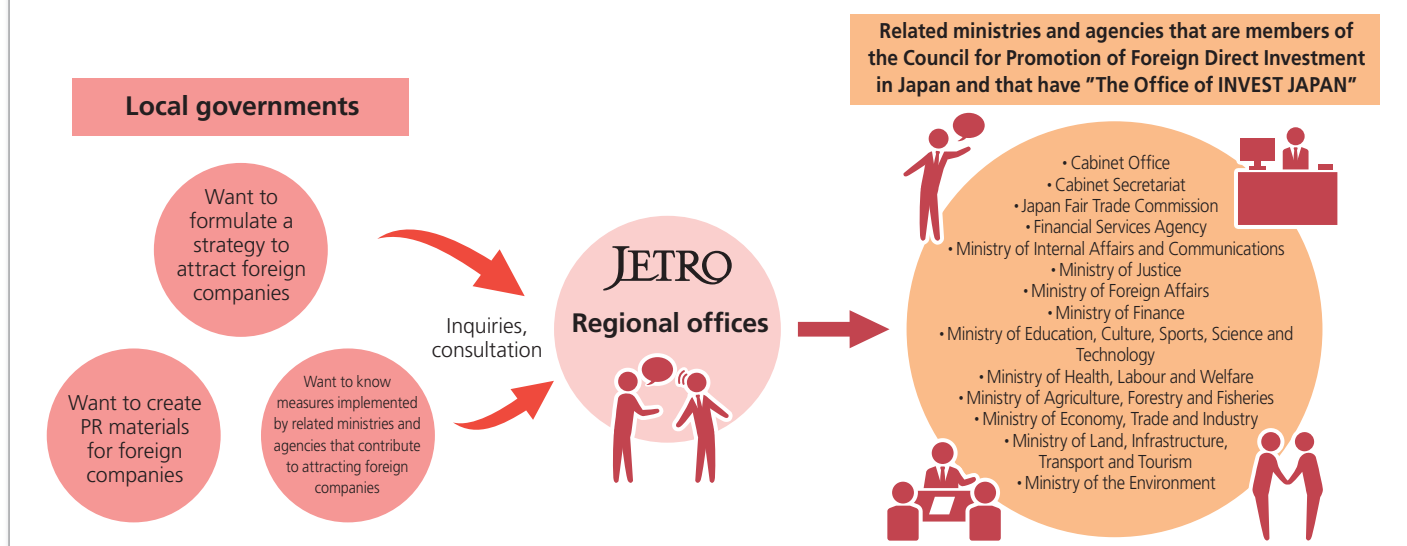 Local governments
Want to
formulate a
strategy to
attract foreign
companies
Want to create
PR materials
for foreign
companies
Want to know
measures implemented
by related ministries and
agencies that contribute
to attracting foreign
companies
Inquiries,
consultation
JETRO
Regional offices
Related ministries and agencies that are members of
the Council for Promotion of Foreign Direct Investment
in Japan and that have ”The Office of INVEST JAPAN”
• Cabinet Office
• Cabinet Secretariat
• Japan Fair Trade Commission
• Financial Services Agency
• Ministry of Internal Affairs and Communications
• Ministry of Justice
• Ministry of Foreign Affairs
• Ministry of Finance
• Ministry of Education, Culture, Sports, Science and
Technology
• Ministry of Health, Labour and Welfare
• Ministry of Agriculture, Forestry and Fisheries
• Ministry of Economy, Trade and Industry
• Ministry of Land, Infrastructure,
Transport and Tourism
• Ministry of the Environment